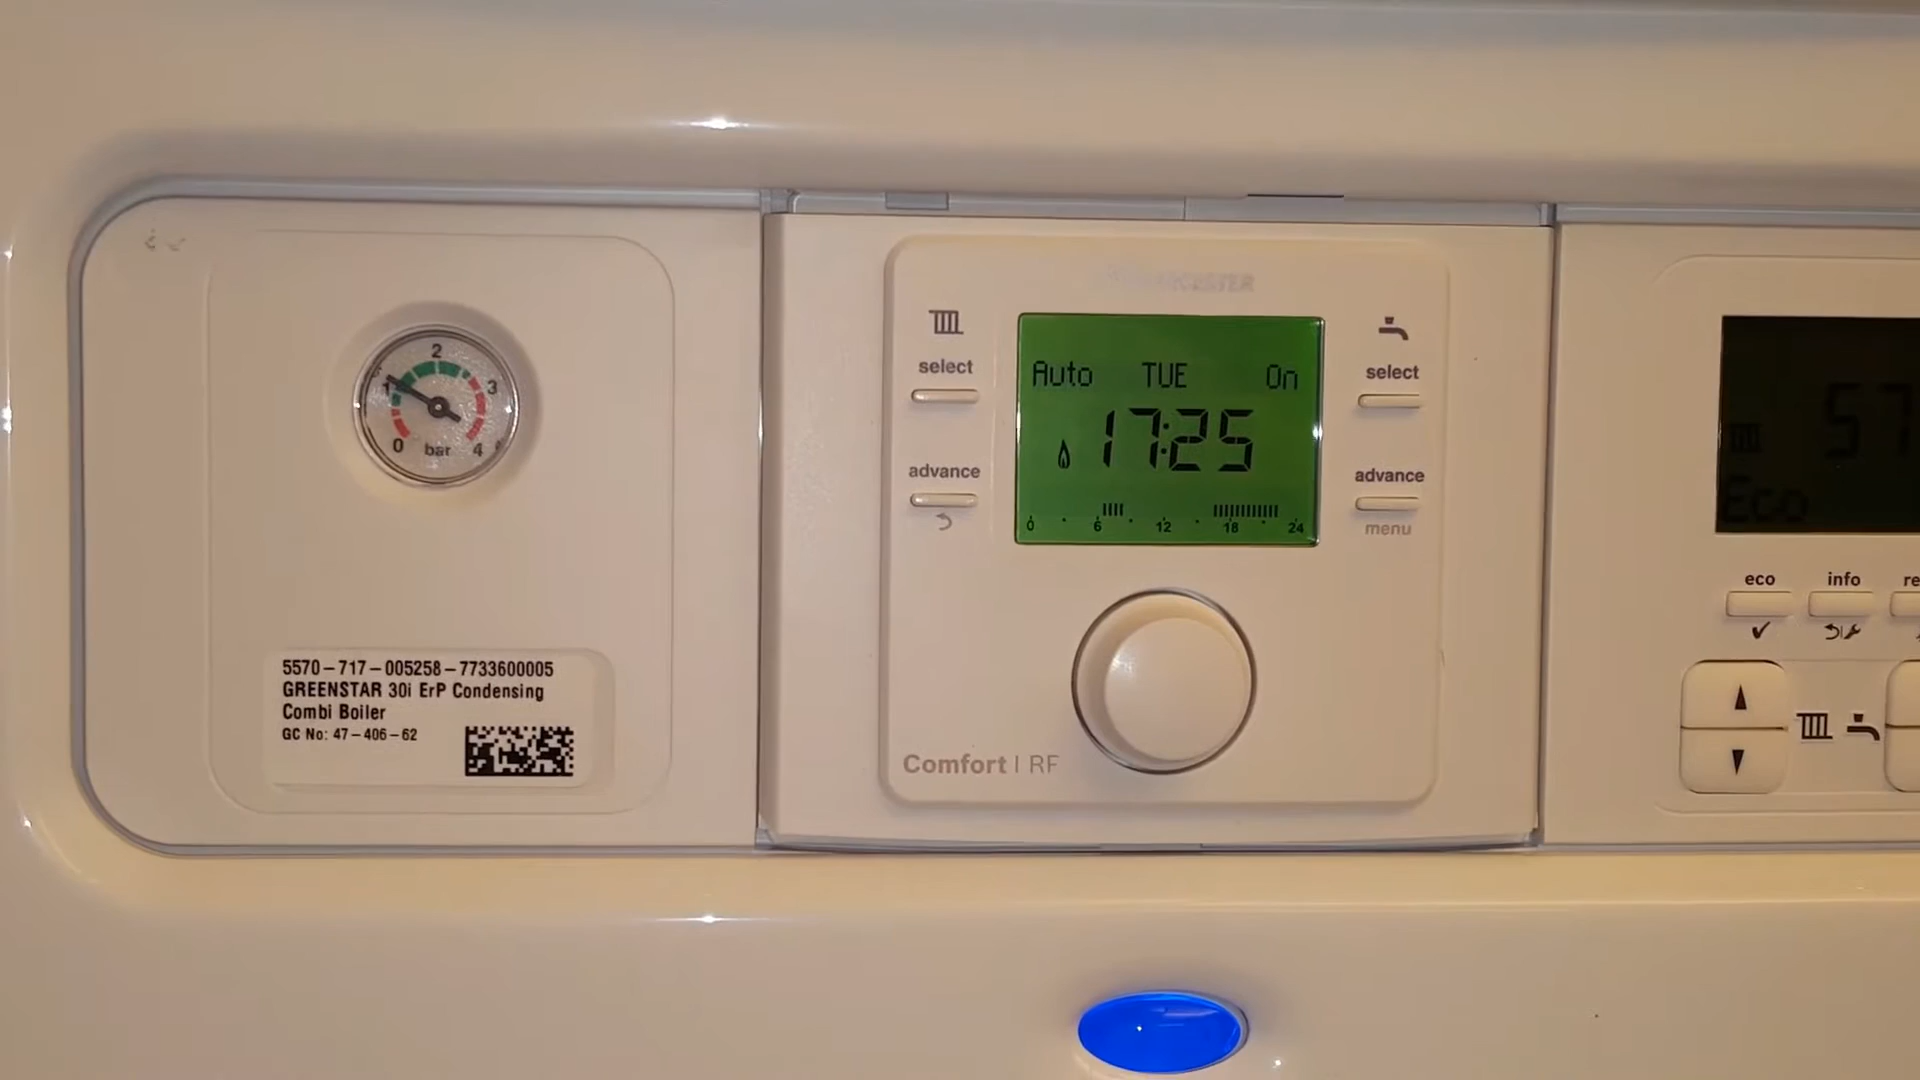 2
1
3
0
bar
4
5570-717-005258-7733600005
GREENSTAR 30i ErP Condensing
Combi Boiler
GC No: 47-406-62
select
advance
Auto TUE On
17:25
0 6 12 18 24
select
advance
menu
Comfort | RF
57
Eco
eco
info